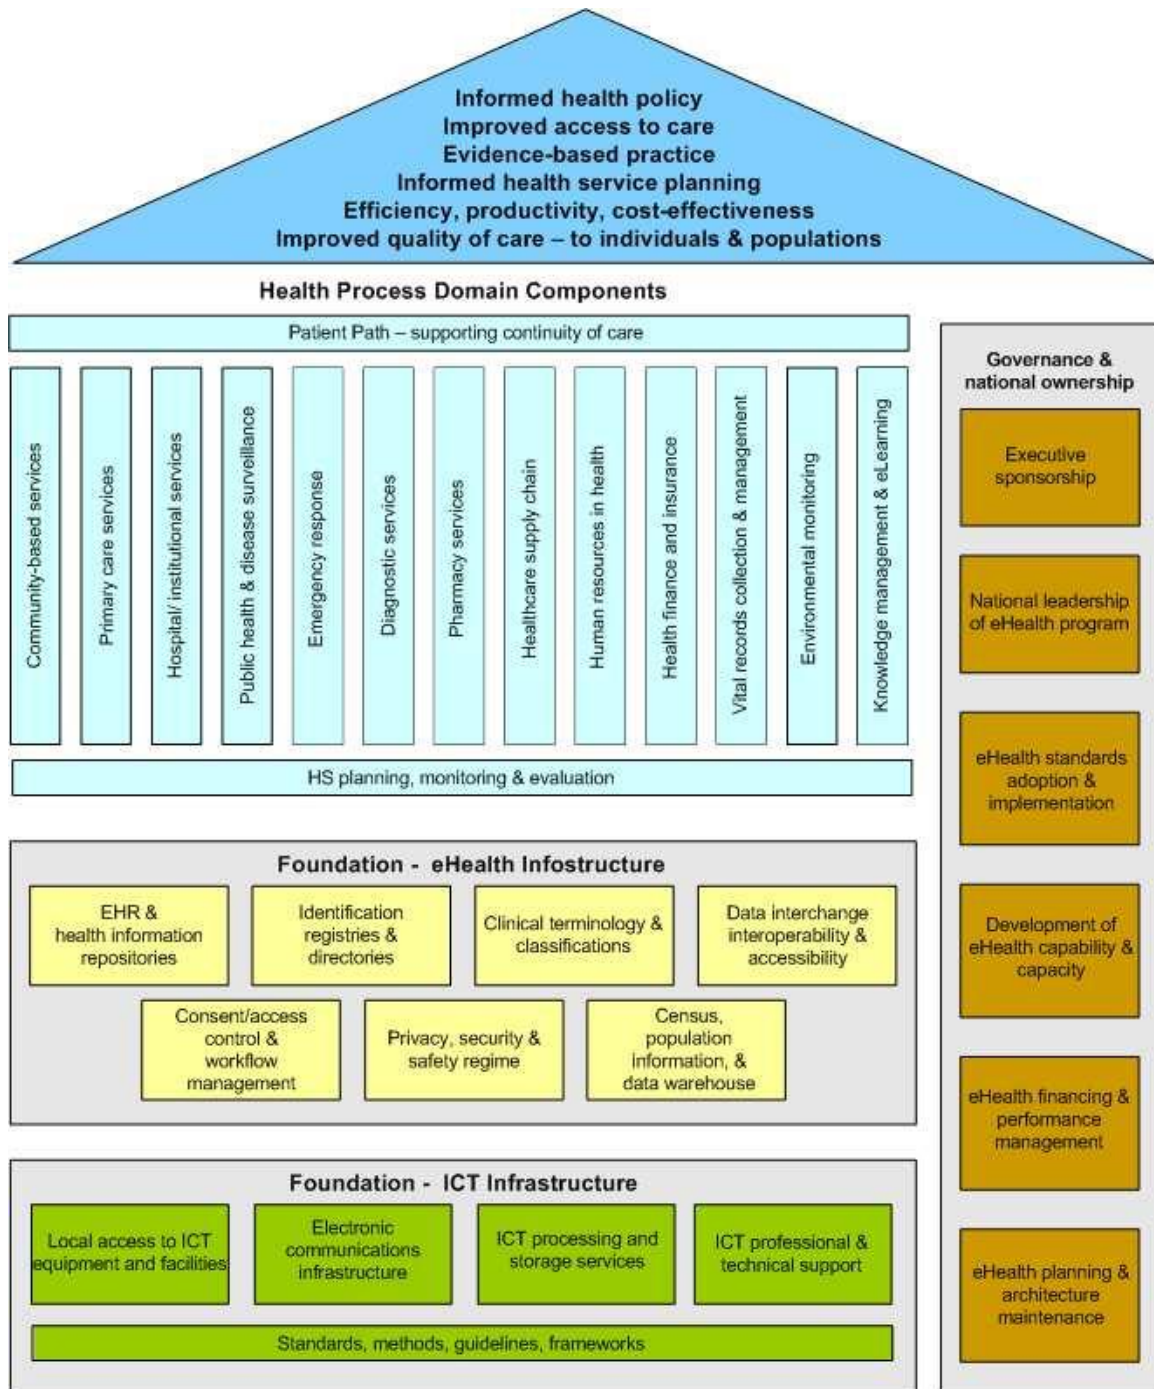 Informed health policy
Improved access to care
Evidence-based practice
Informed health service planning
Efficiency, productivity, cost-effectiveness
Improved quality of care – to individuals & populations
Health Process Domain Components
Patient Path – supporting continuity of care
Community-based services
Primary care services
Hospital/ institutional services
Public health & disease surveillance
Emergency response
Diagnostic services
Pharmacy services
Healthcare supply chain
Human resources in health
Health finance and insurance
Vital records collection & management
Environmental monitoring
Knowledge management & eLearning
HS planning, monitoring & evaluation
Foundation - eHealth Infostructure
EHR &
health information
repositories
Identification
registries &
directories
Clinical terminology &
classifications
Data interchange
interoperability &
accessibility
Consent/access
control &
workflow
management
Privacy, security &
safety regime
Census,
population
information, &
data warehouse
Foundation - ICT Infrastructure
Local access to ICT
equipment and facilities
Electronic
communications
infrastructure
ICT processing and
storage services
ICT professional &
technical support
Standards, methods, guidelines, frameworks
Governance &
national ownership
Executive
sponsorship
National leadership
of eHealth program
eHealth standards
adoption &
implementation
Development of
eHealth capability &
capacity
eHealth financing &
performance
management
eHealth planning &
architecture
maintenance